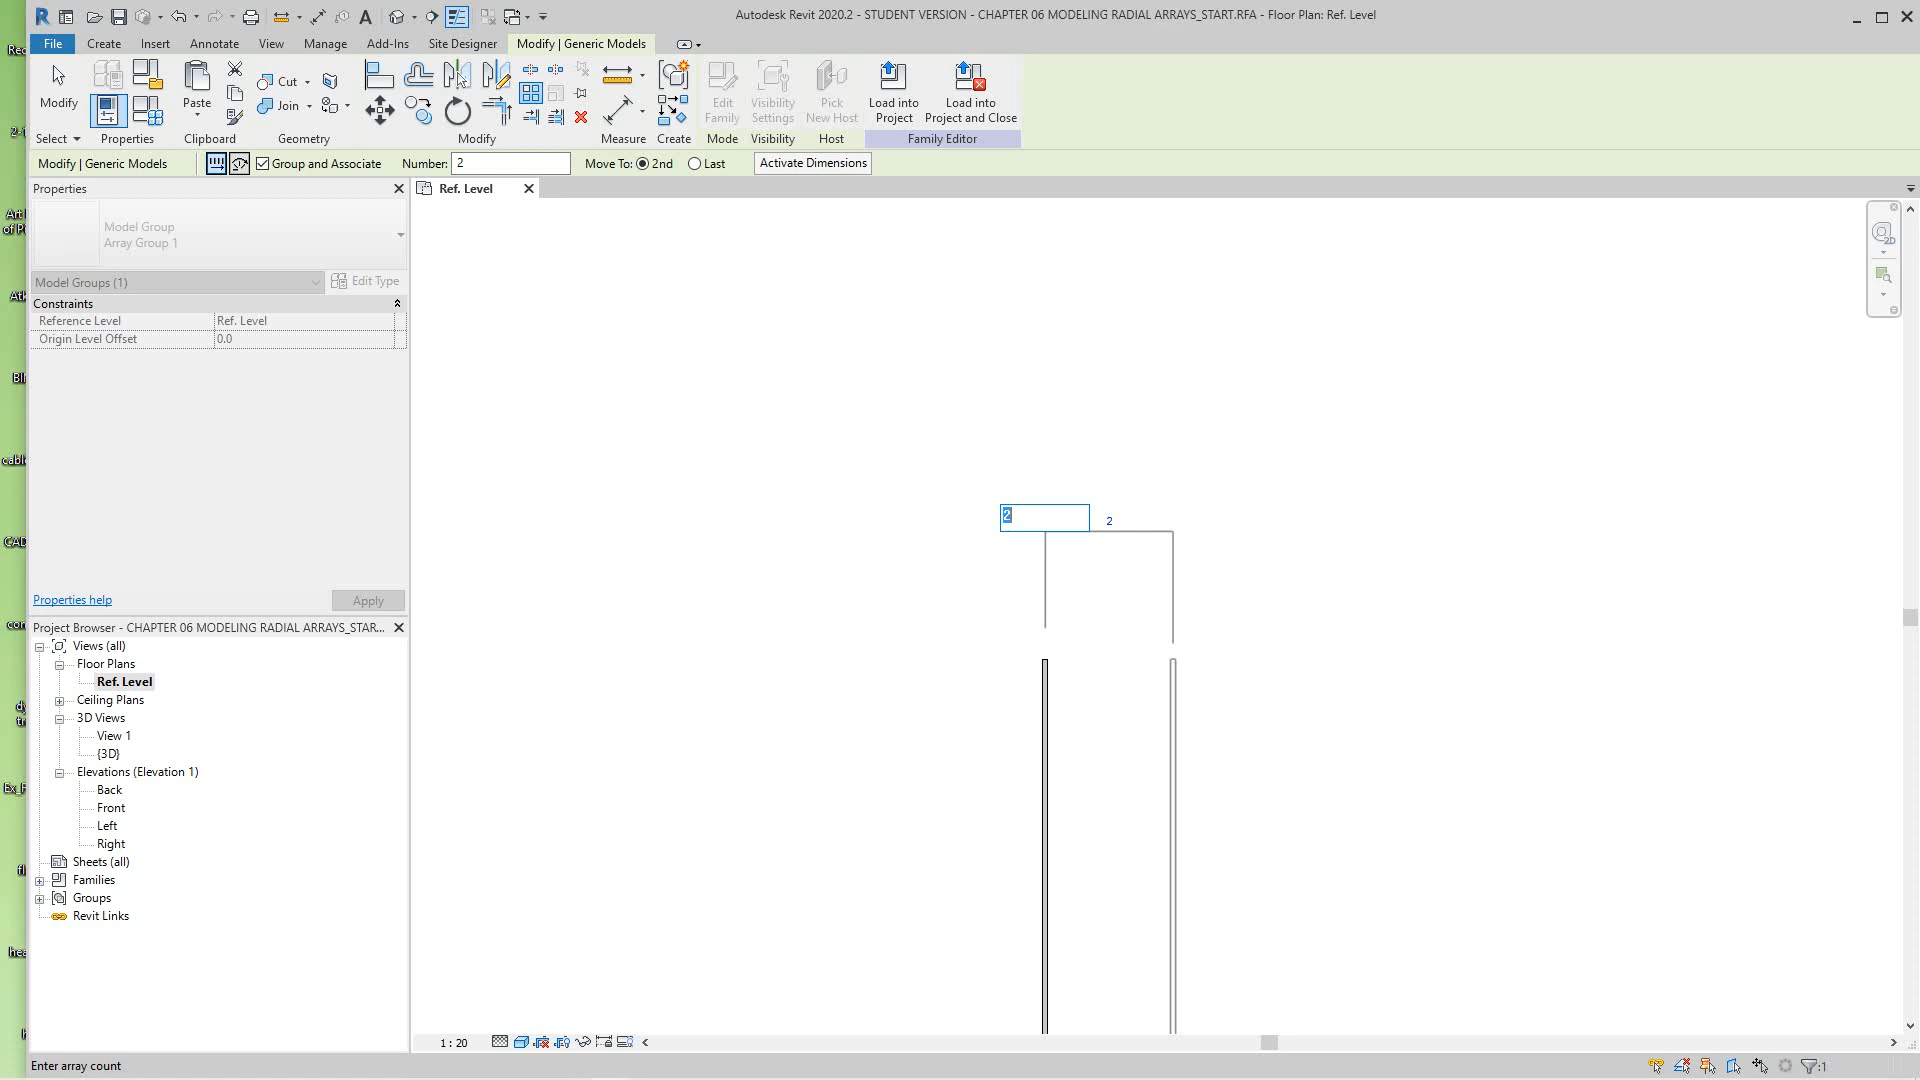 Autodesk Revit 2020.2 - STUDENT VERSION - CHAPTER 06 MODELING RADIAL ARRAYS_START.RFA - Floor Plan: Ref. Level
File Create Insert Annotate View Manage Add-Ins Site Designer Modify | Generic Models
Modify Paste Cut Join Edit Family Visibility Settings Pick New Host Load into Project Load into Project and Close
Select Properties Clipboard Geometry Modify Measure Create Mode Visibility Host Family Editor
Modify | Generic Models Group and Associate Number: 2 Move To: 2nd Last Activate Dimensions
Properties
Ref. Level
Model Group
Array Group 1
Model Groups (1) Edit Type
Constraints
Reference Level Ref. Level
Origin Level Offset 0.0
2 2
Properties help Apply
Project Browser - CHAPTER 06 MODELING RADIAL ARRAYS_STAR...
Views (all)
Floor Plans
Ref. Level
Ceiling Plans
3D Views
View 1
{3D}
Elevations (Elevation 1)
Back
Front
Left
Right
Sheets (all)
Families
Groups
Revit Links
1 : 20
Enter array count
:1
2D